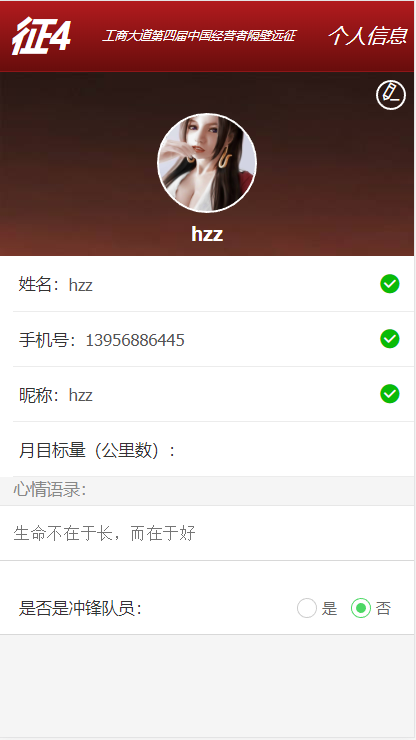 征4 工商大道第四届中国经营者隔壁远征 个人信息
hzz
姓名：hzz
手机号：13956886445
昵称：hzz
月目标量（公里数）：
心情语录：
生命不在于长，而在于好
是否是冲锋队员： 是 否